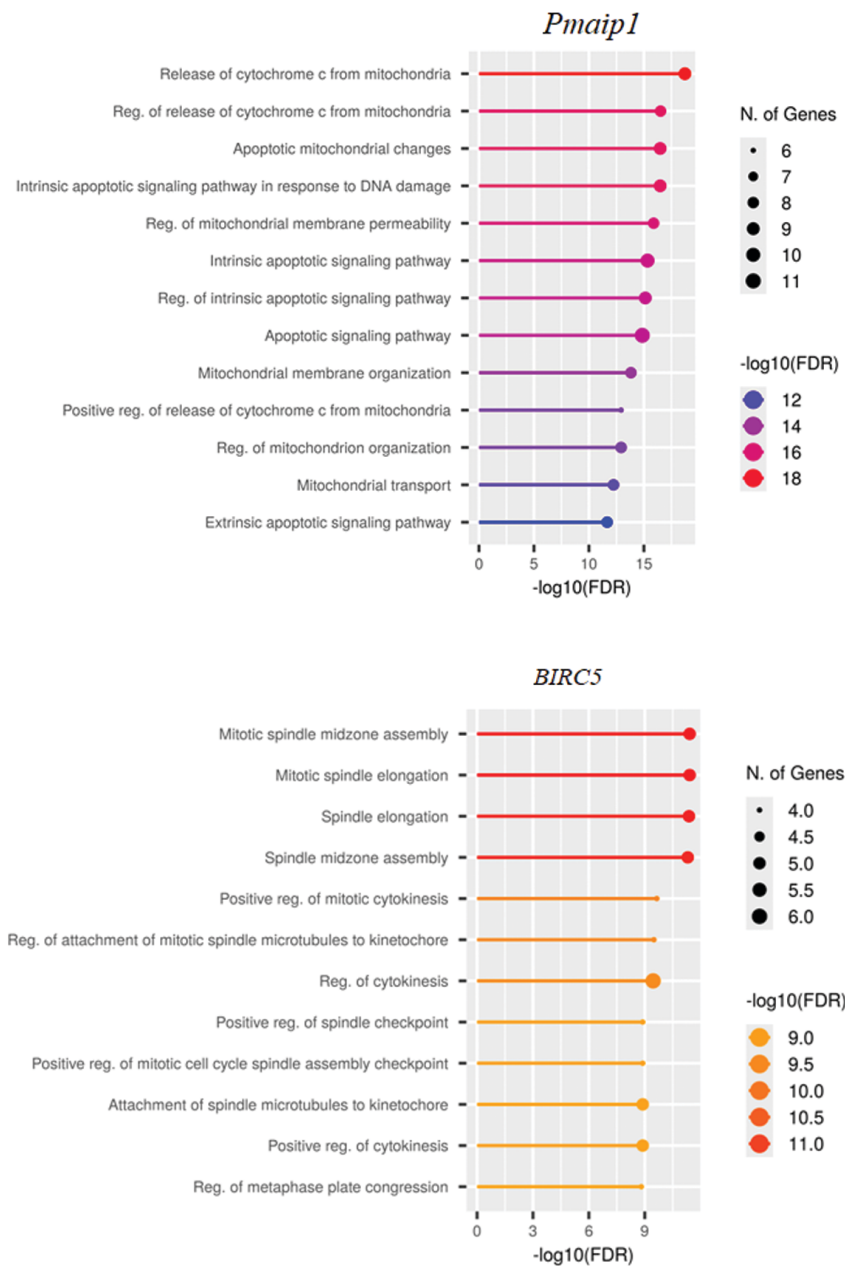 Pmaip1
Release of cytochrome c from mitochondria
Reg. of release of cytochrome c from mitochondria
Apoptotic mitochondrial changes
Intrinsic apoptotic signaling pathway in response to DNA damage
Reg. of mitochondrial membrane permeability
Intrinsic apoptotic signaling pathway
Reg. of intrinsic apoptotic signaling pathway
Apoptotic signaling pathway
Mitochondrial membrane organization
Positive reg. of release of cytochrome c from mitochondria
Reg. of mitochondrion organization
Mitochondrial transport
Extrinsic apoptotic signaling pathway
0 5 10 15
-log10(FDR)
N. of Genes
6
7
8
9
10
11
-log10(FDR)
12
14
16
18
BIRC5
Mitotic spindle midzone assembly
Mitotic spindle elongation
Spindle elongation
Spindle midzone assembly
Positive reg. of mitotic cytokinesis
Reg. of attachment of mitotic spindle microtubules to kinetochore
Reg. of cytokinesis
Positive reg. of spindle checkpoint
Positive reg. of mitotic cell cycle spindle assembly checkpoint
Attachment of spindle microtubules to kinetochore
Positive reg. of cytokinesis
Reg. of metaphase plate congression
0 3 6 9
-log10(FDR)
N. of Genes
4.0
4.5
5.0
5.5
6.0
-log10(FDR)
9.0
9.5
10.0
10.5
11.0